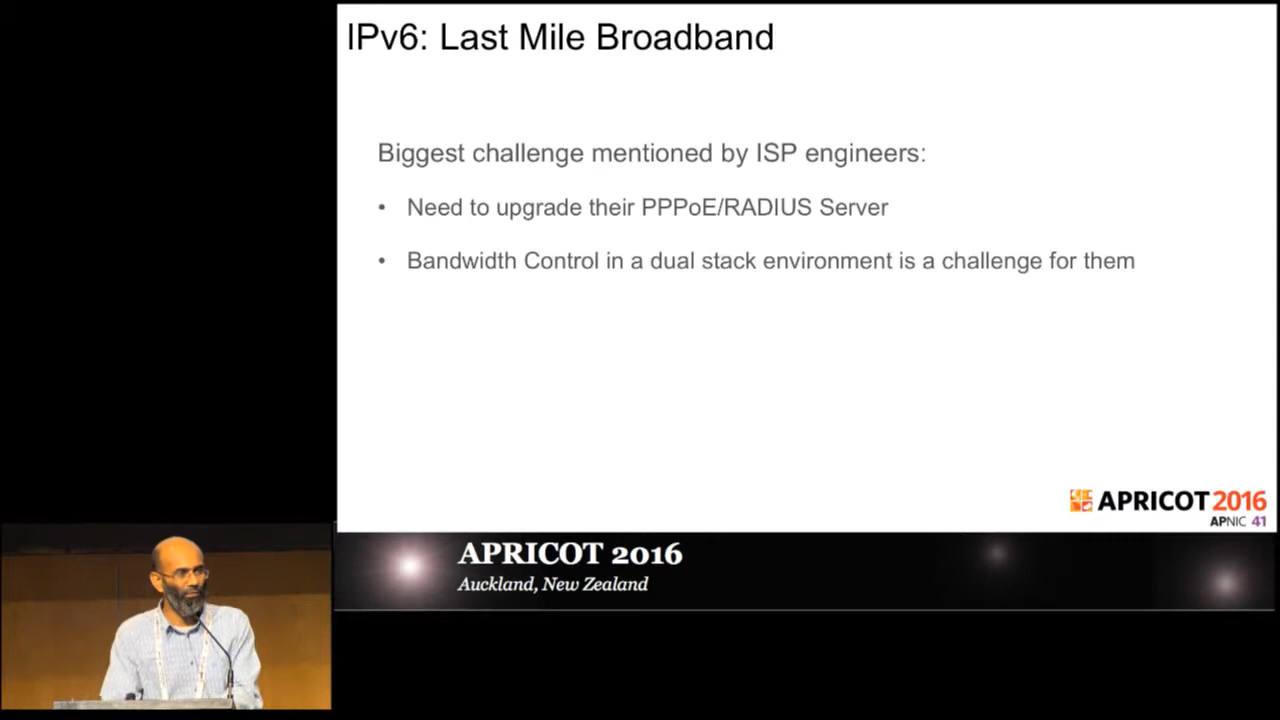 IPv6: Last Mile Broadband
Biggest challenge mentioned by ISP engineers:
• Need to upgrade their PPPoE/RADIUS Server
• Bandwidth Control in a dual stack environment is a challenge for them
APRICOT 2016
APNIC 41
APRICOT 2016
Auckland, New Zealand